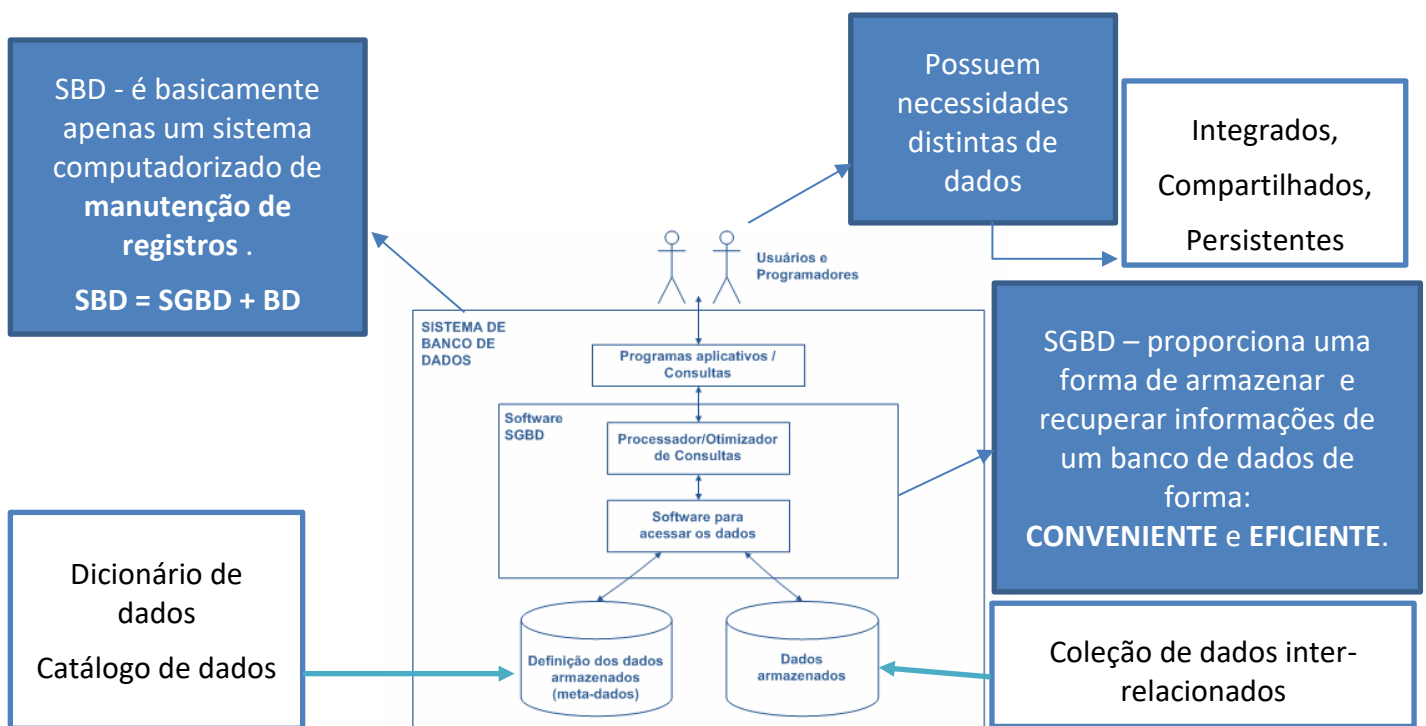 SBD - é basicamente
apenas um sistema
computadorizado de
manutenção de
registros .
SBD = SGBD + BD
Possuem
necessidades
distintas de
dados
Integrados,
Compartilhados,
Persistentes
Usuários e
Programadores
SISTEMA DE
BANCO DE
DADOS
Programas aplicativos /
Consultas
Software
SGBD
Processador/Otimizador
de Consultas
Software para
acessar os dados
SGBD – proporciona uma
forma de armazenar e
recuperar informações de
um banco de dados de
forma:
CONVENIENTE e EFICIENTE.
Dicionário de
dados
Catálogo de dados
Definição dos dados
armazenados
(meta-dados)
Dados
armazenados
Coleção de dados inter-
relacionados